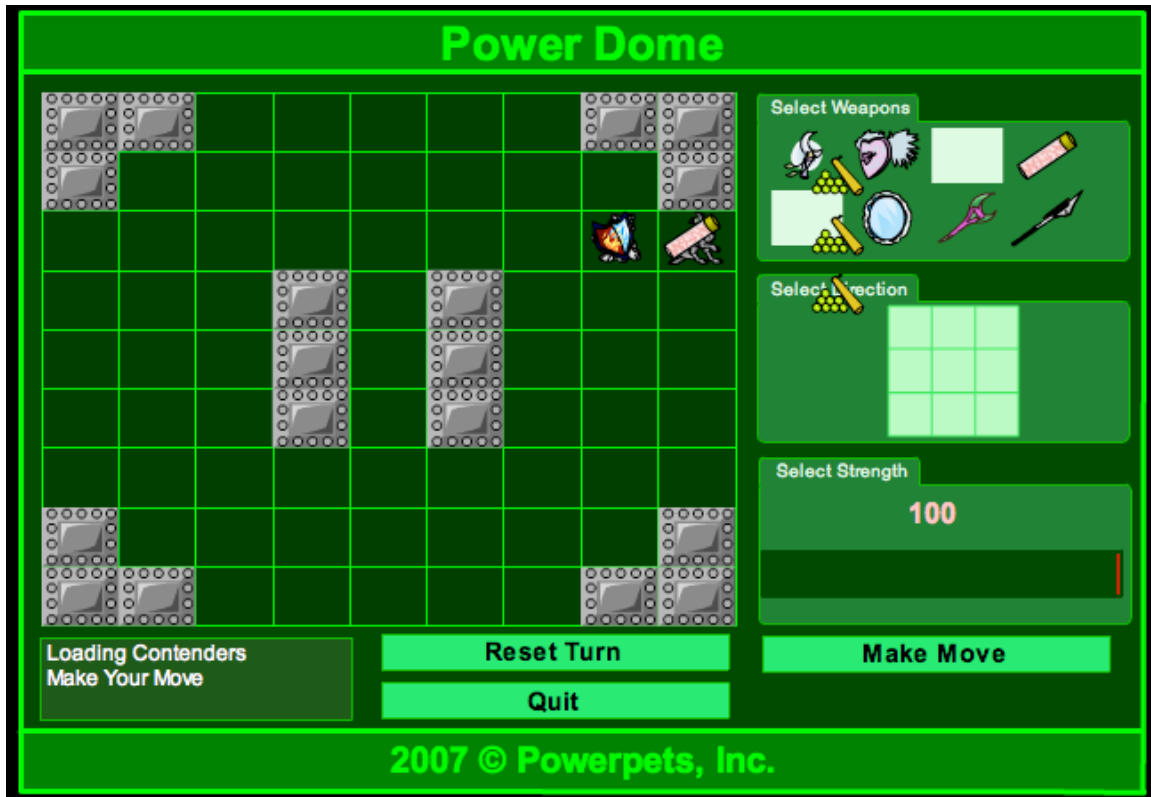 Power Dome
Select Weapons
Select Direction
Select Strength
100
Loading Contenders
Make Your Move
Reset Turn
Quit
Make Move
2007 © Powerpets, Inc.